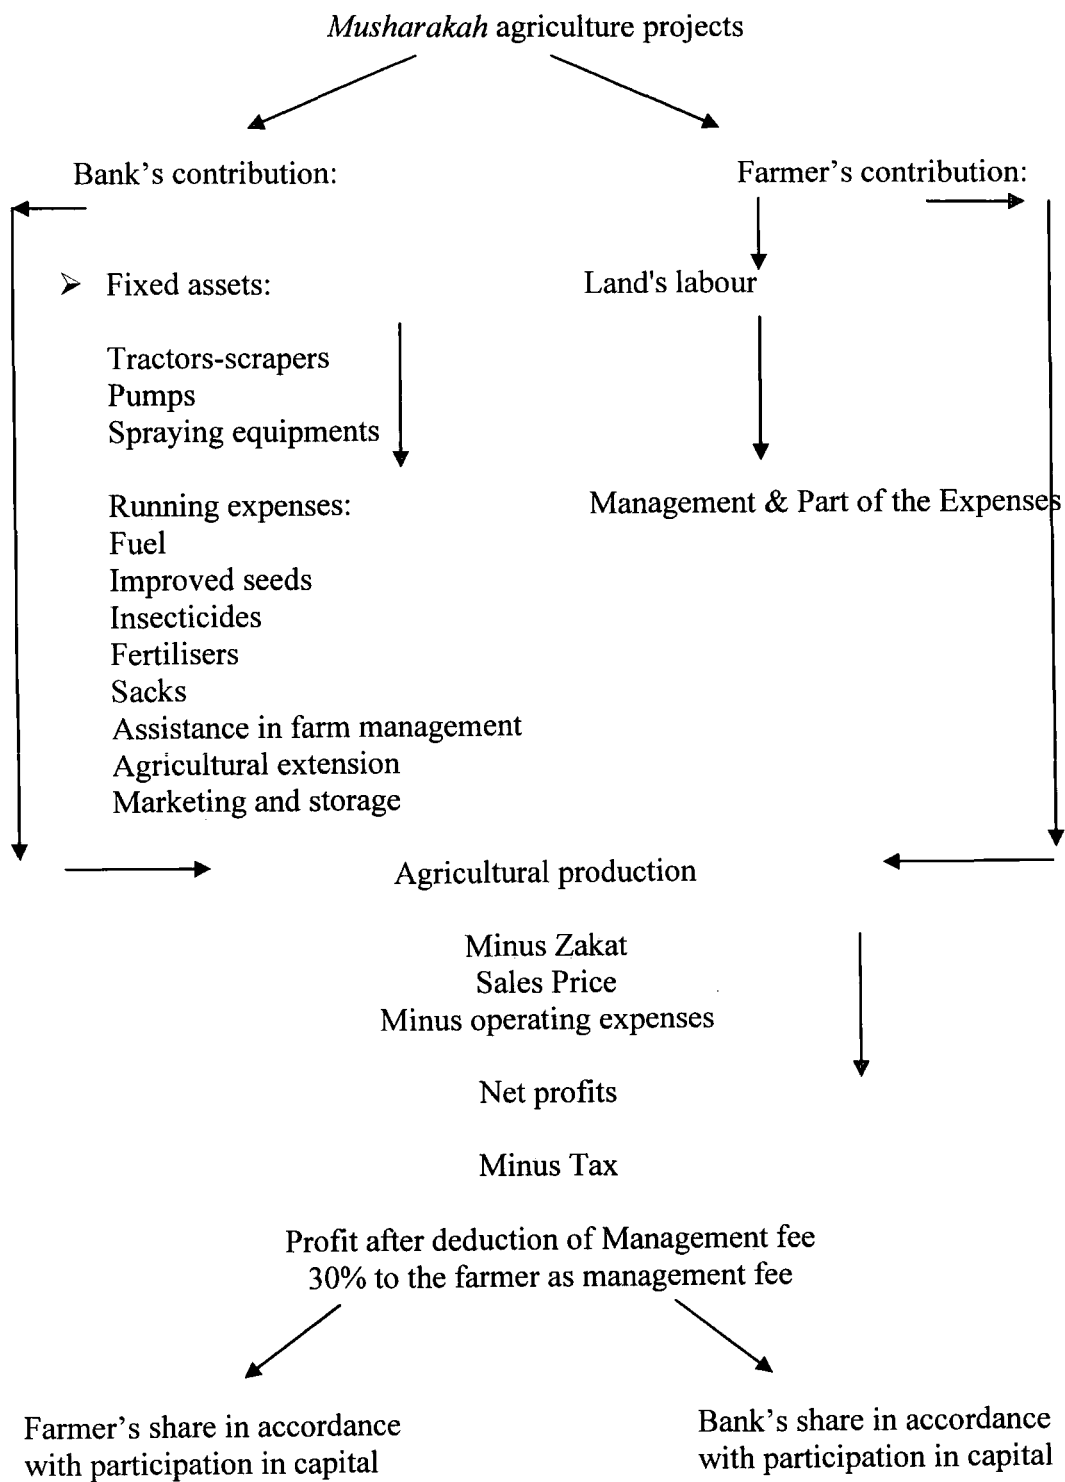 Musharakah agriculture projects
Bank's contribution:
Farmer's contribution:
➢ Fixed assets:
Land's labour
Tractors-scrapers
Pumps
Spraying equipments
Running expenses:
Management & Part of the Expenses
Fuel
Improved seeds
Insecticides
Fertilisers
Sacks
Assistance in farm management
Agricultural extension
Marketing and storage
Agricultural production
Minus Zakat
Sales Price
Minus operating expenses
Net profits
Minus Tax
Profit after deduction of Management fee
30% to the farmer as management fee
Farmer's share in accordance
with participation in capital
Bank's share in accordance
with participation in capital